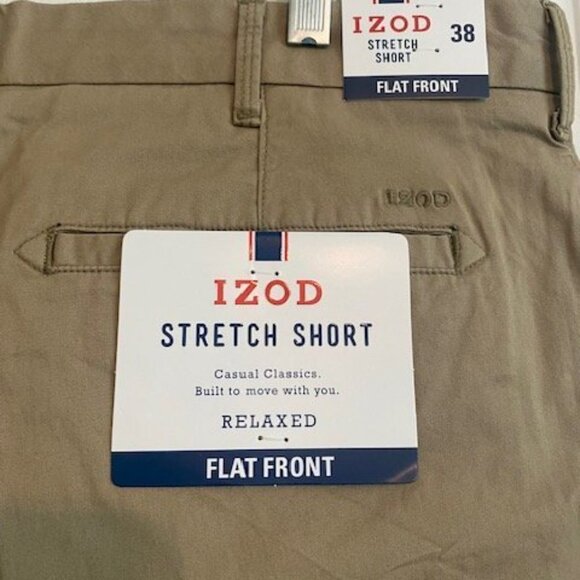 IZOD
STRETCH
SHORT
38
FLAT FRONT
IZOD
IZOD
STRETCH SHORT
Casual Classics.
Built to move with you.
RELAXED
FLAT FRONT